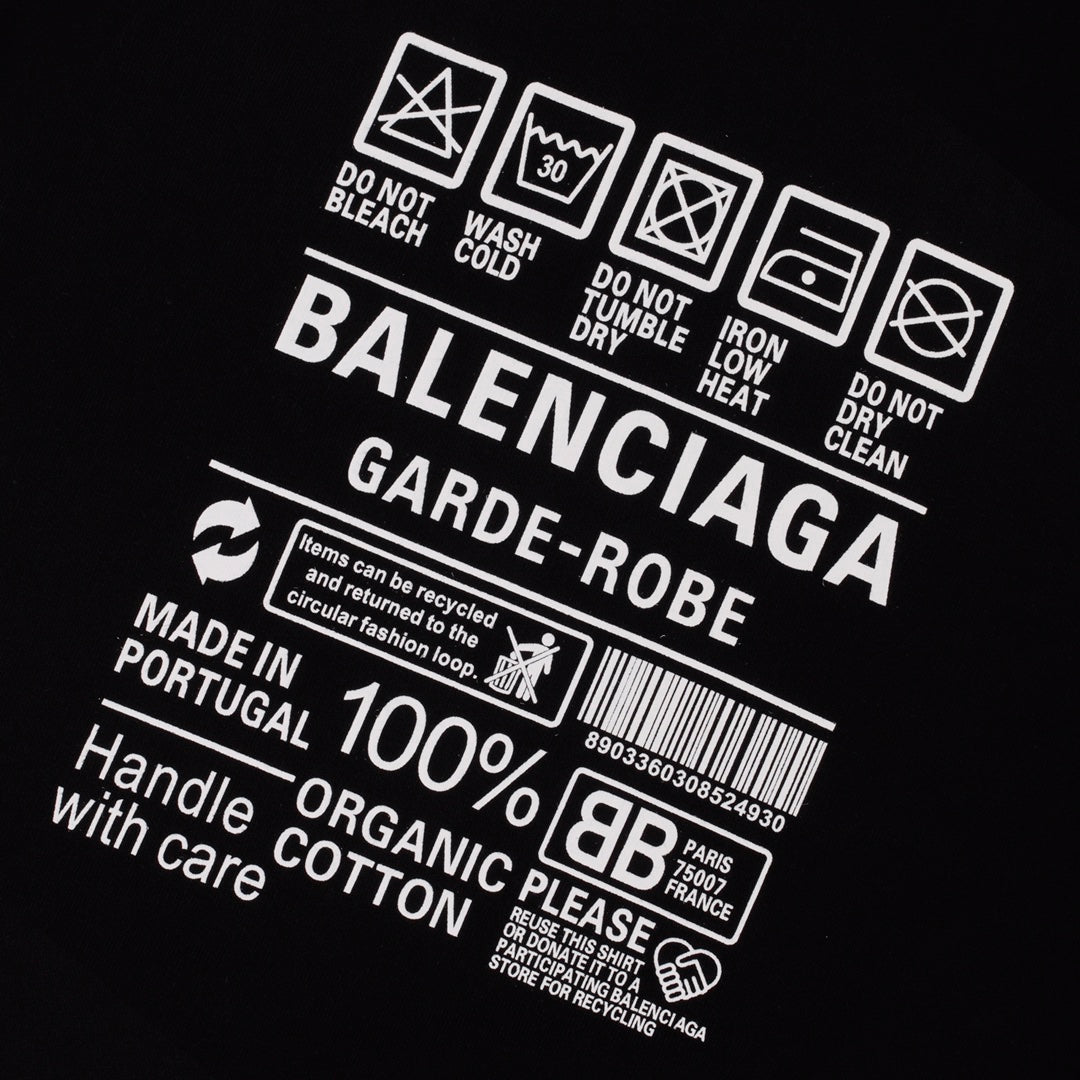 DO NOT
BLEACH
30
WASH
COLD
DO NOT
TUMBLE
DRY
IRON
LOW
HEAT
DO NOT
DRY
CLEAN
BALENCIAGA
GARDE-ROBE
Items can be recycled
and returned to the
circular fashion loop.
MADE IN
PORTUGAL
100%
ORGANIC
COTTON
Handle
with care
8903360308524930
BB
PARIS
75007
FRANCE
PLEASE
REUSE THIS SHIRT
OR DONATE IT TO A
PARTICIPATING BALENCIAGA
STORE FOR RECYCLING